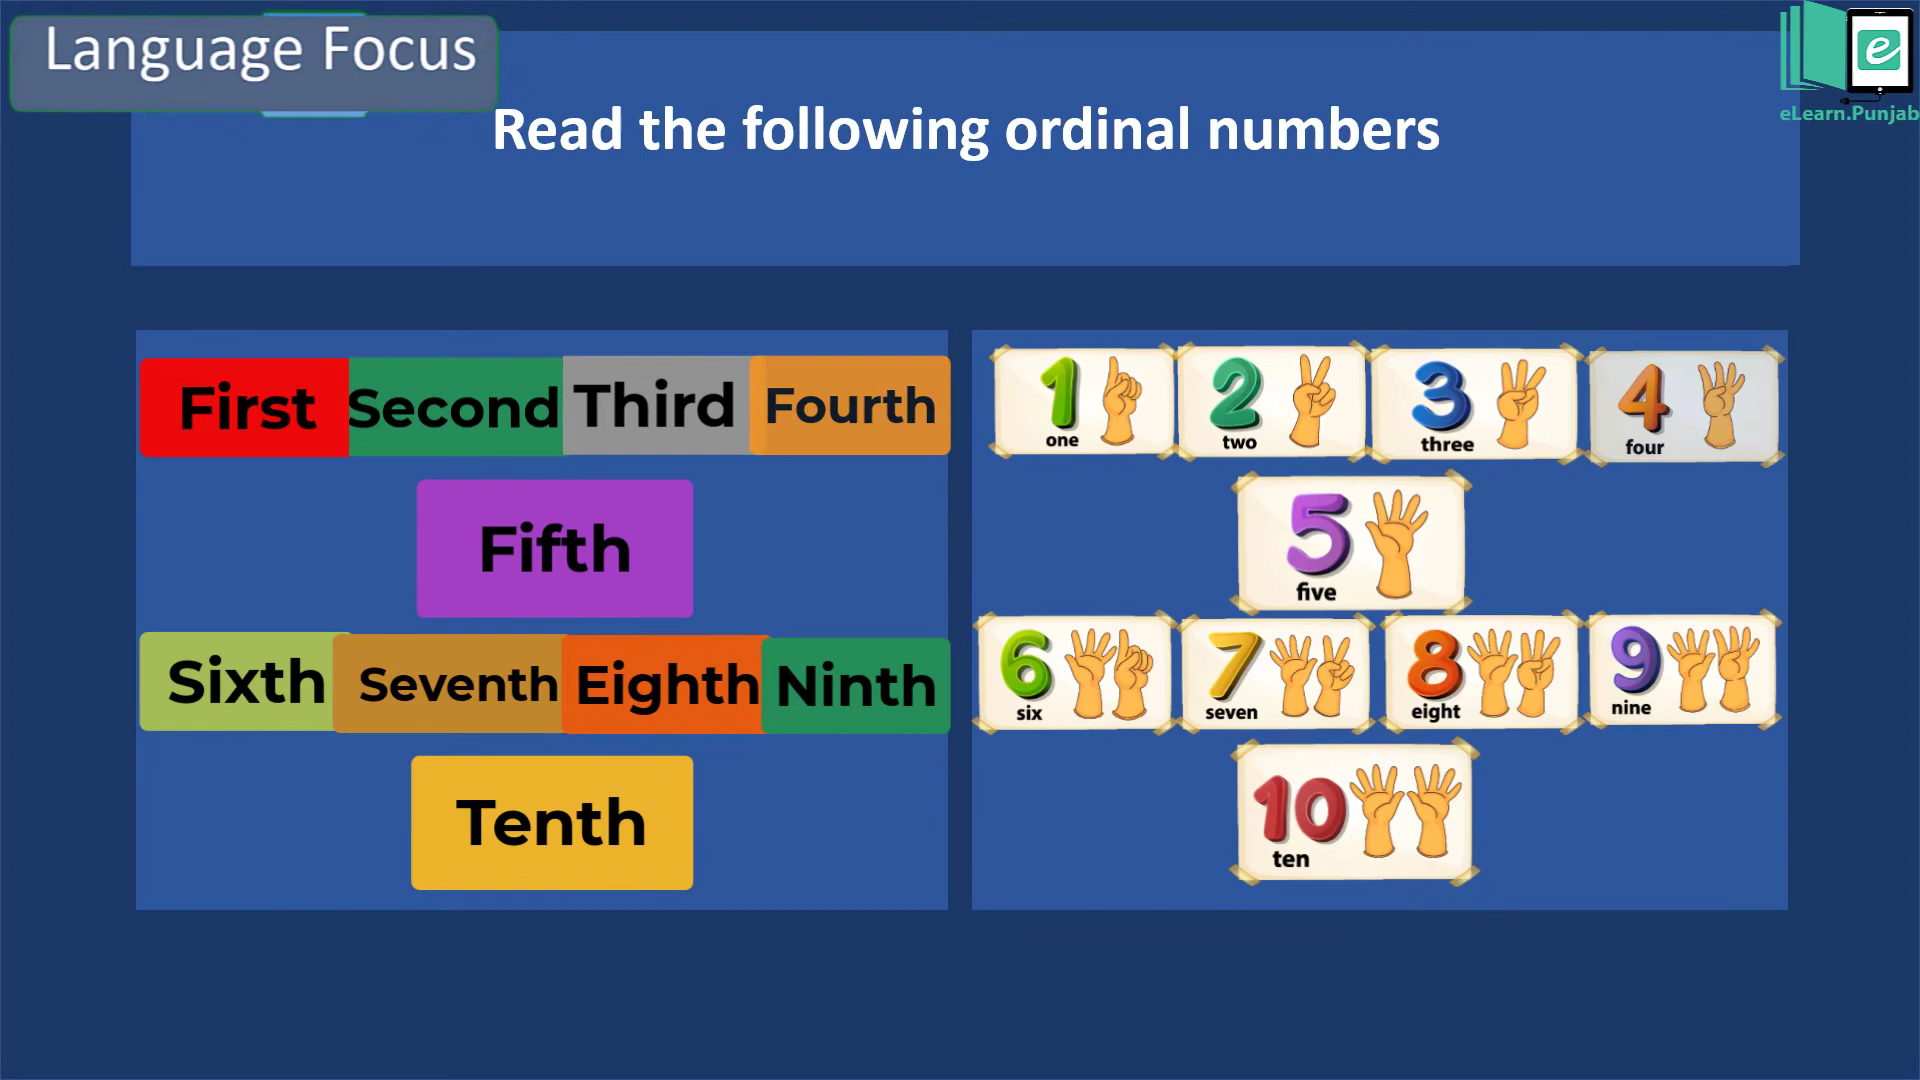 Language Focus
e
eLearn.Punjab
Read the following ordinal numbers
First Second Third Fourth
Fifth
Sixth Seventh Eighth Ninth
Tenth
1 2 3 4
one two three four
5
five
6 7 8 9
six seven eight nine
10
ten